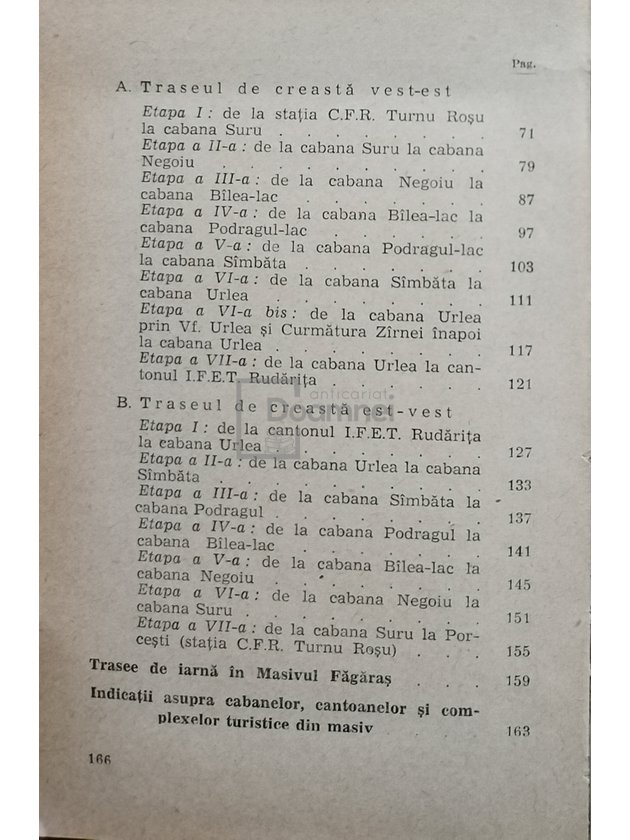 Pag.
A. Traseul de creastă vest-est
Etapa I: de la stația C.F.R. Turnu Roșu
la cabana Suru . . . . . . . 71
Etapa a II-a: de la cabana Suru la cabana
Negoiu . . . . . . . . . 79
Etapa a III-a: de la cabana Negoiu la
cabana Bîlea-lac . . . . . . 87
Etapa a IV-a: de la cabana Bîlea-lac la
cabana Podragul-lac . . . . . 97
Etapa a V-a: de la cabana Podragul-lac
la cabana Sîmbăta . . . . . . 103
Etapa a VI-a: de la cabana Sîmbăta la
cabana Urlea . . . . . . . 111
Etapa a VI-a bis: de la cabana Urlea
prin Vf. Urlea și Curmătura Zîrnei înapoi
la cabana Urlea . . . . . . . 117
Etapa a VII-a: de la cabana Urlea la can-
tonul I.F.E.T. Rudărița . . . . . 121
anticariat
Doamnei
B. Traseul de creastă est-vest
Etapa I: de la cantonul I.F.E.T. Rudărița
la cabana Urlea . . . . . . . 127
Etapa a II-a: de la cabana Urlea la cabana
Sîmbăta . . . . . . . . . 133
Etapa a III-a: de la cabana Sîmbăta la
cabana Podragul . . . . . . . 137
Etapa a IV-a: de la cabana Podragul la
cabana Bîlea-lac . . . . . . 141
Etapa a V-a: de la cabana Bîlea-lac la
cabana Negoiu . . . . . . . 145
Etapa a VI-a: de la cabana Negoiu la
cabana Suru . . . . . . . . 151
Etapa a VII-a: de la cabana Suru la Por-
cești (stația C.F.R. Turnu Roșu) . . . 155
Trasee de iarnă în Masivul Făgăraș . . . 159
Indicații asupra cabanelor, cantoanelor și com-
plexelor turistice din masiv . . . . 163
166